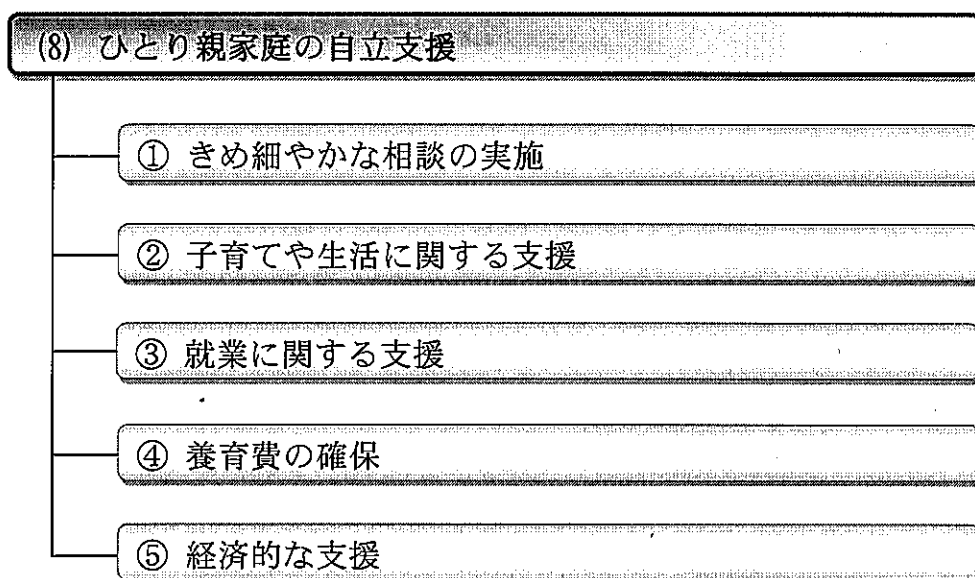 (8) ひとり親家庭の自立支援
① きめ細やかな相談の実施
② 子育てや生活に関する支援
③ 就業に関する支援
④ 養育費の確保
⑤ 経済的な支援